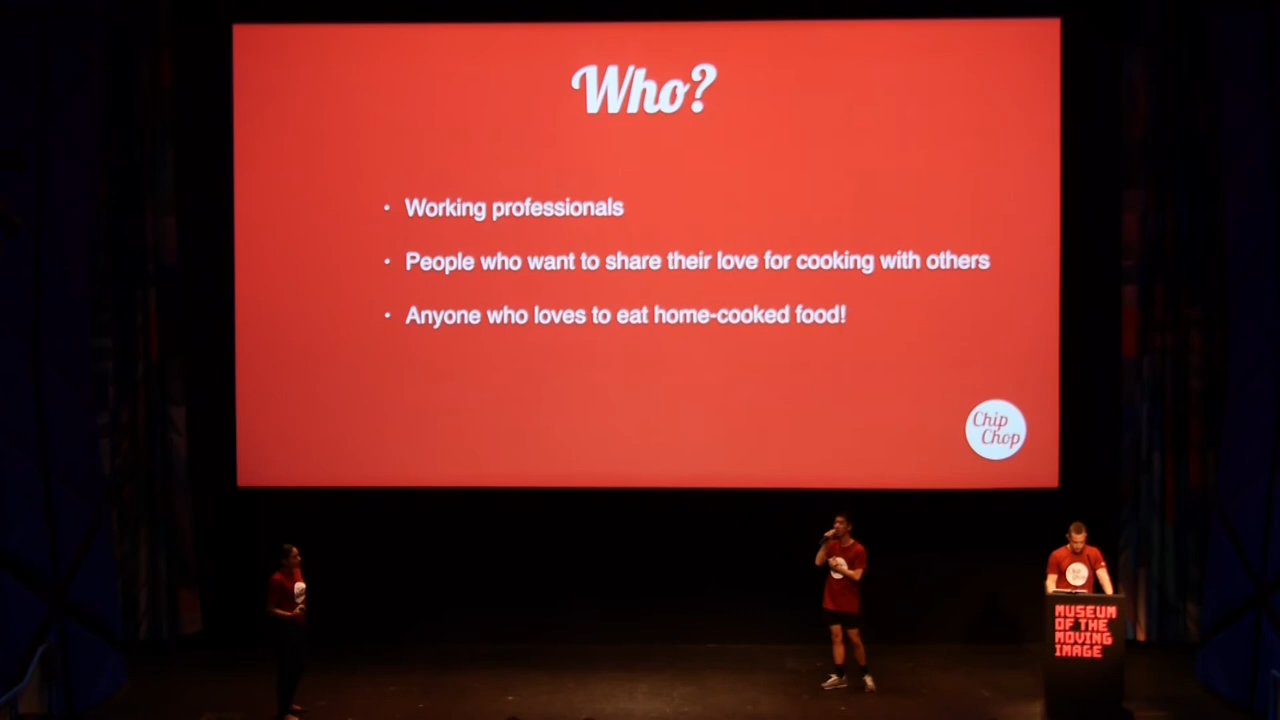 Who?
• Working professionals
• People who want to share their love for cooking with others
• Anyone who loves to eat home-cooked food!
Chip
Chop
MUSEUM
OF THE
MOVING
IMAGE